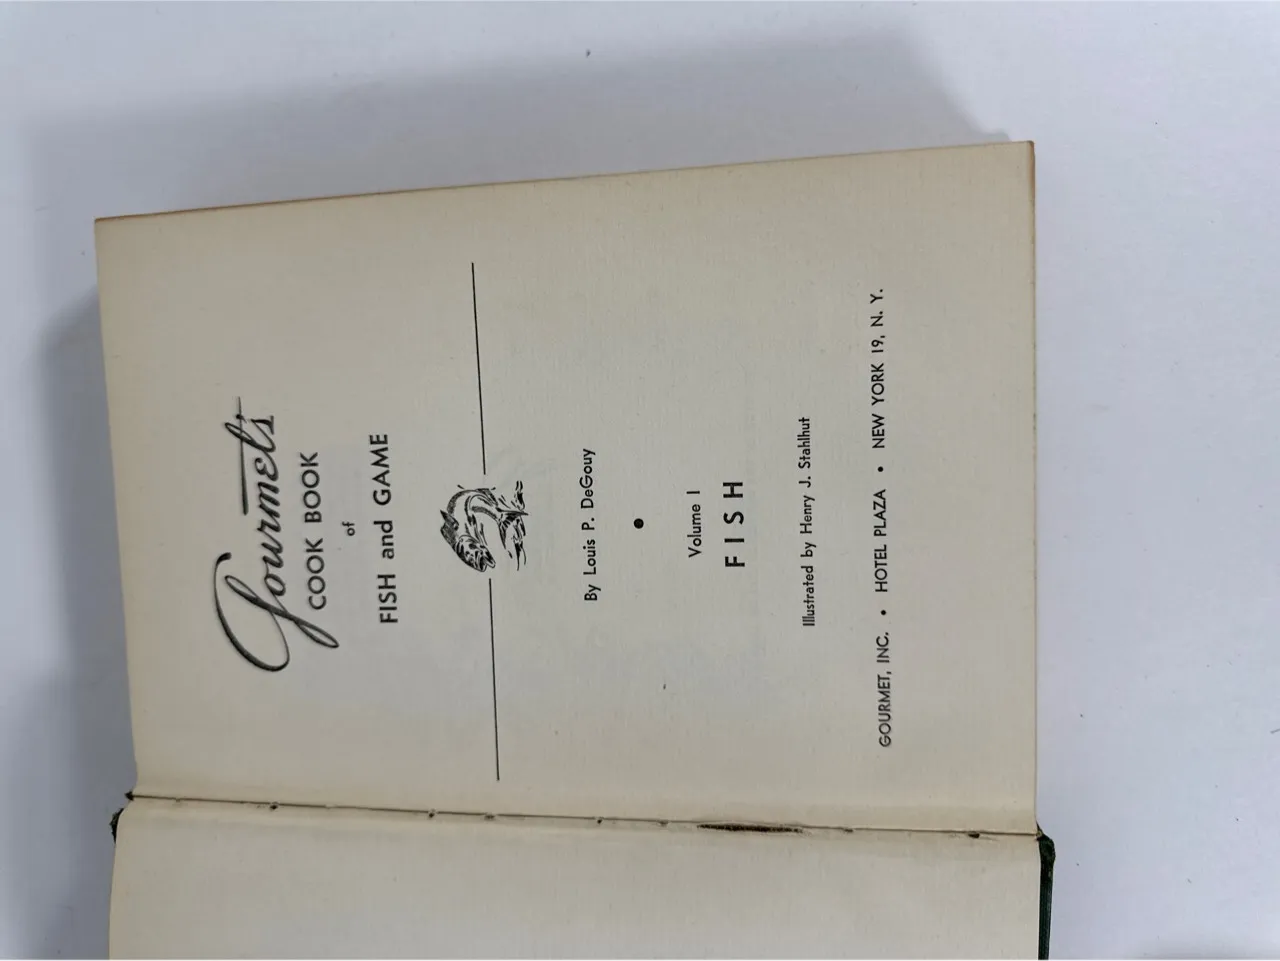 Gourmet's
COOK BOOK
of
FISH and GAME
By Louis P. DeGouy
•
Volume I
FISH
Illustrated by Henry J. Stahlhut
GOURMET, INC. • HOTEL PLAZA • NEW YORK 19, N. Y.